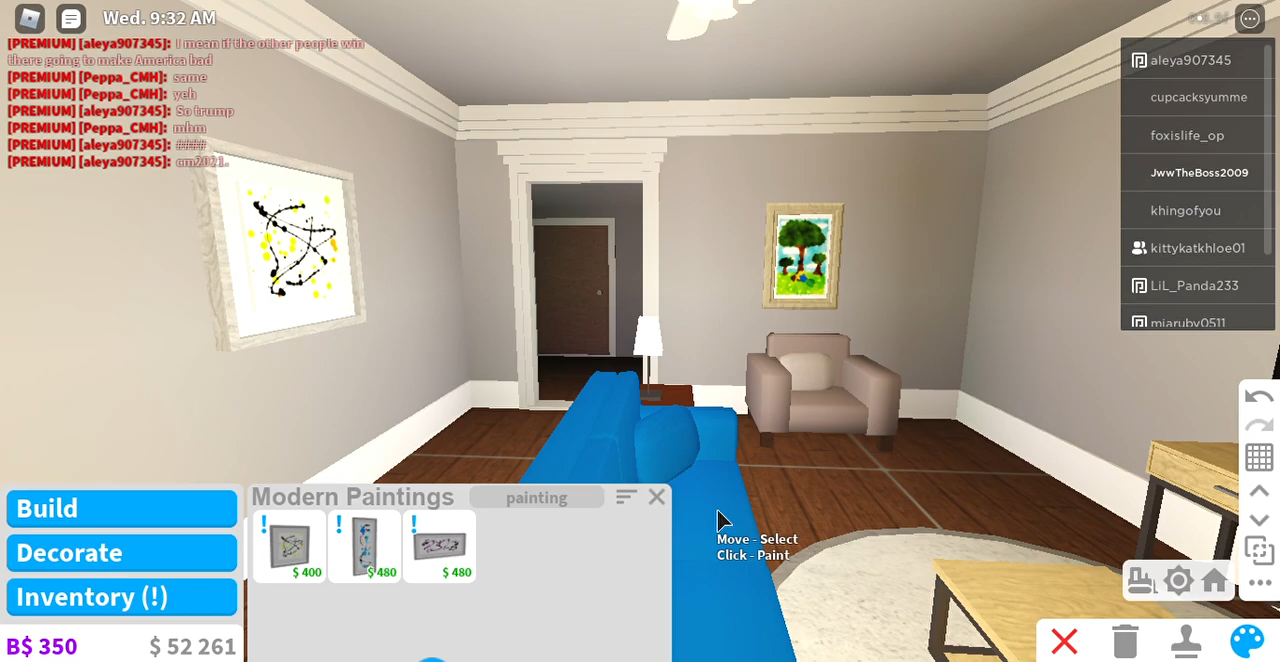 Wed. 9:32 AM
[PREMIUM] [aleya907345]: I mean if the other people win
there going to make America bad
[PREMIUM] [Peppa_CMH]: same
[PREMIUM] [Peppa_CMH]: yeh
[PREMIUM] [aleya907345]: So trump
[PREMIUM] [Peppa_CMH]: mhm
[PREMIUM] [aleya907345]: ####
[PREMIUM] [aleya907345]: cm2021.
aleya907345
cupcacksyumme
foxislife_op
JwwTheBoss2009
khingofyou
kittykatkhloe01
LiL_Panda233
miaruby0511
Modern Paintings
painting
! $ 400
! $ 480
! $ 480
Move - Select
Click - Paint
Build
Decorate
Inventory (!)
B$ 350
$ 52 261